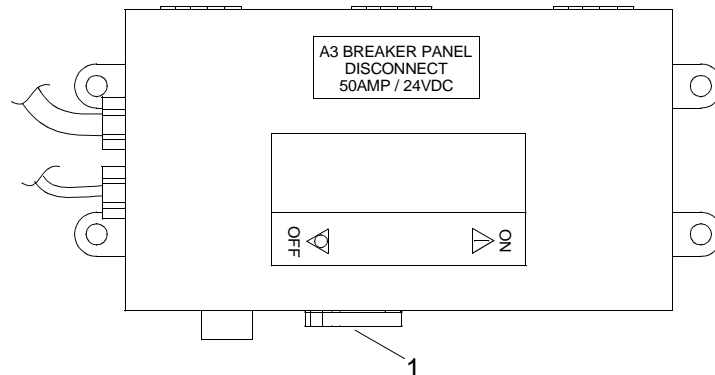 A3 BREAKER PANEL
DISCONNECT
50AMP / 24VDC
OFF
ON
1